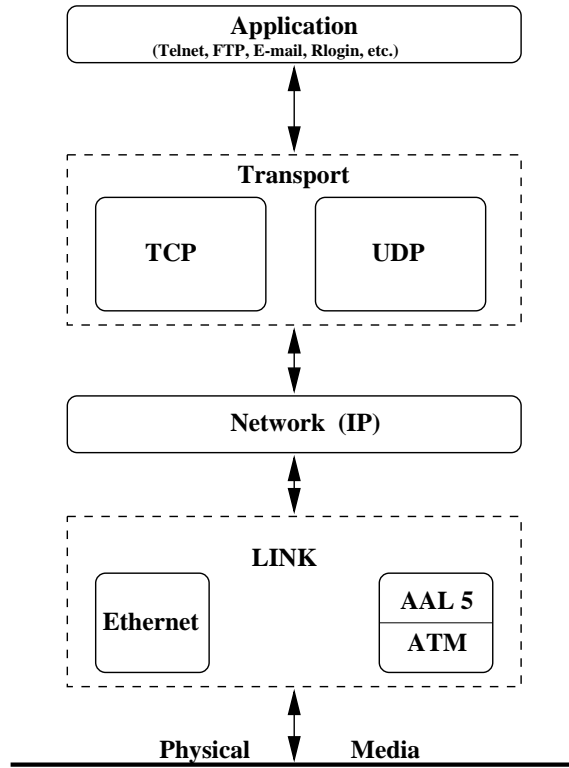 Application
(Telnet, FTP, E-mail, Rlogin, etc.)
Transport
TCP UDP
Network (IP)
LINK
Ethernet
AAL 5
ATM
Physical Media